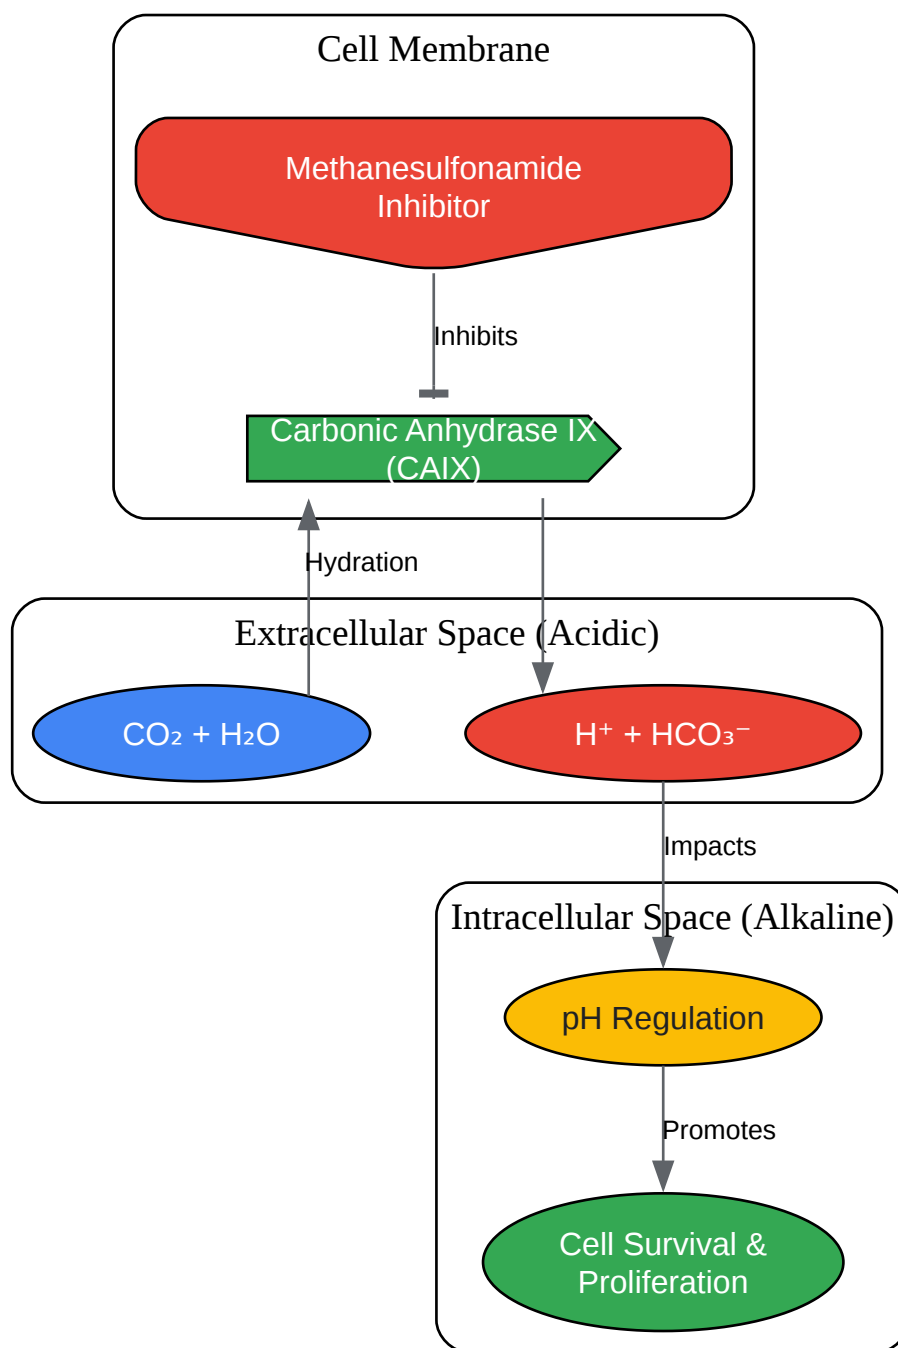 Cell Membrane
Methanesulfonamide
Inhibitor
Inhibits
Carbonic Anhydrase IX
(CAIX)
Hydration
Extracellular Space (Acidic)
CO₂ + H₂O
H⁺ + HCO₃⁻
Impacts
Intracellular Space (Alkaline)
pH Regulation
Promotes
Cell Survival &
Proliferation